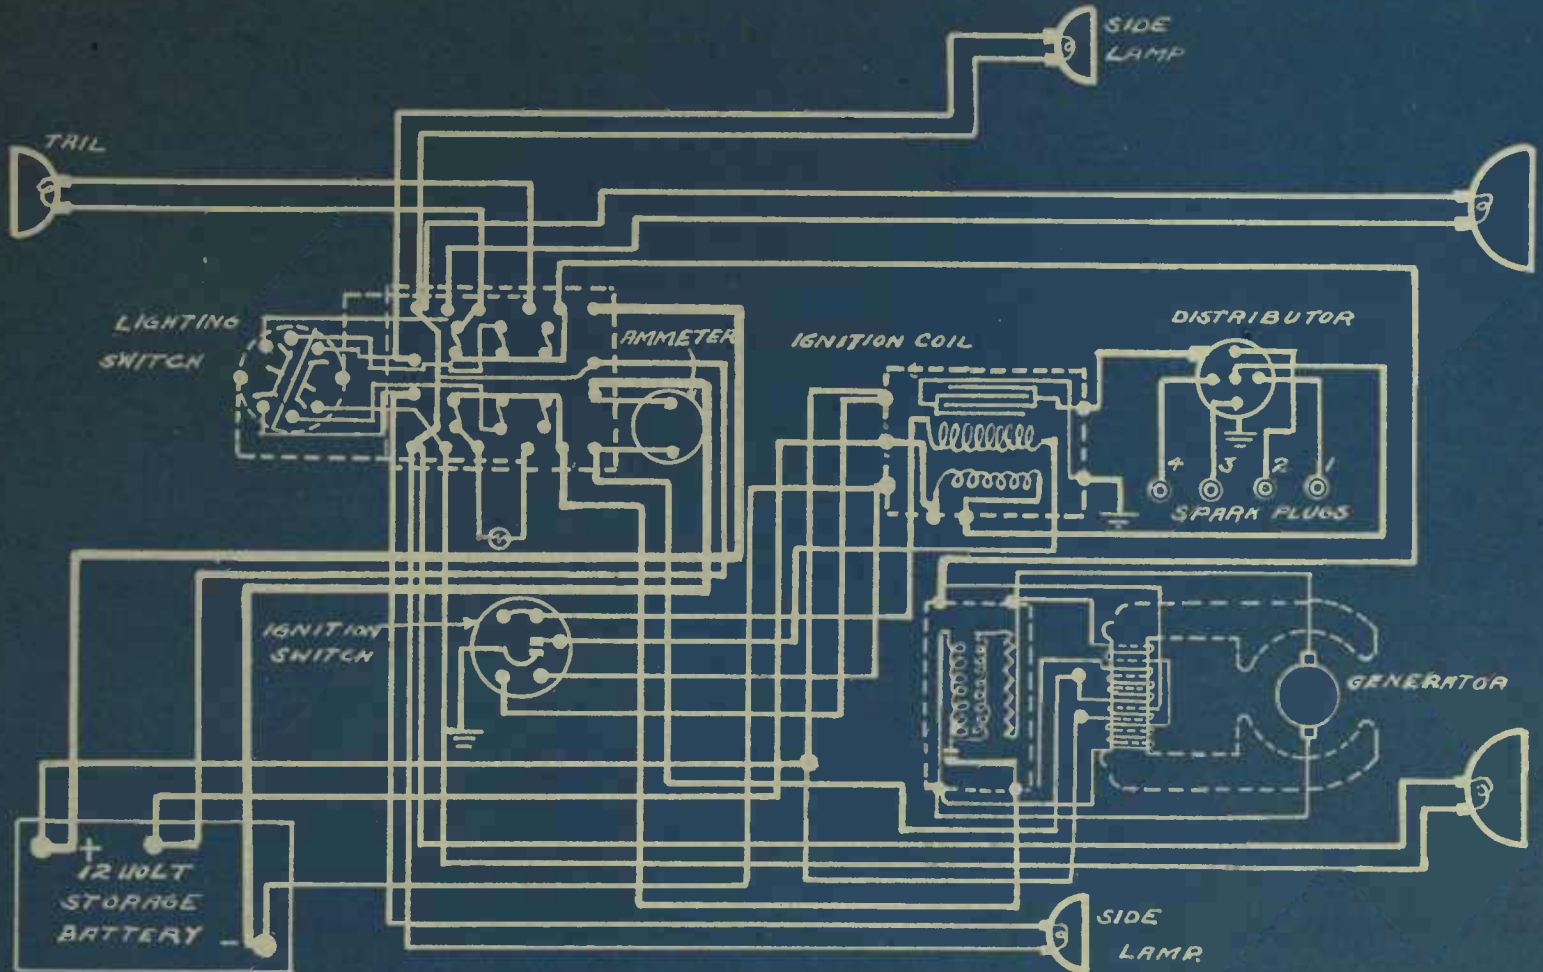 SIDE
LAMP
TAIL
LIGHTING
SWITCH
AMMETER
IGNITION COIL
DISTRIBUTOR
4 3 2 1
SPARK PLUGS
IGNITION
SWITCH
GENERATOR
+
12 VOLT
STORAGE
BATTERY -
SIDE
LAMP.